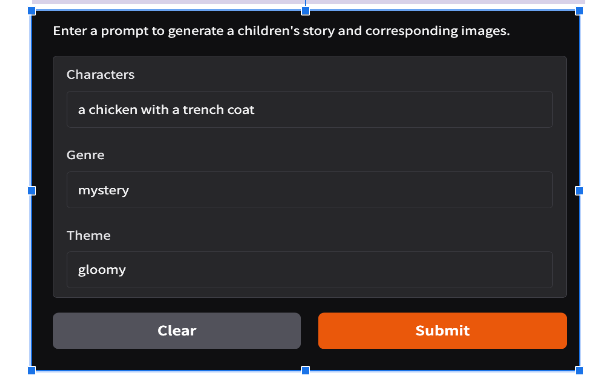 Enter a prompt to generate a children's story and corresponding images.
Characters
a chicken with a trench coat
Genre
mystery
Theme
gloomy
Clear
Submit